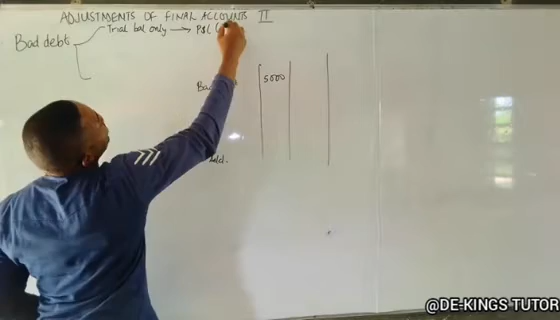 ADJUSTMENTS OF FINAL ACCOUNTS II
Trial bal only → P&L (
Bad debt
5000
@DE-KINGS TUTOR